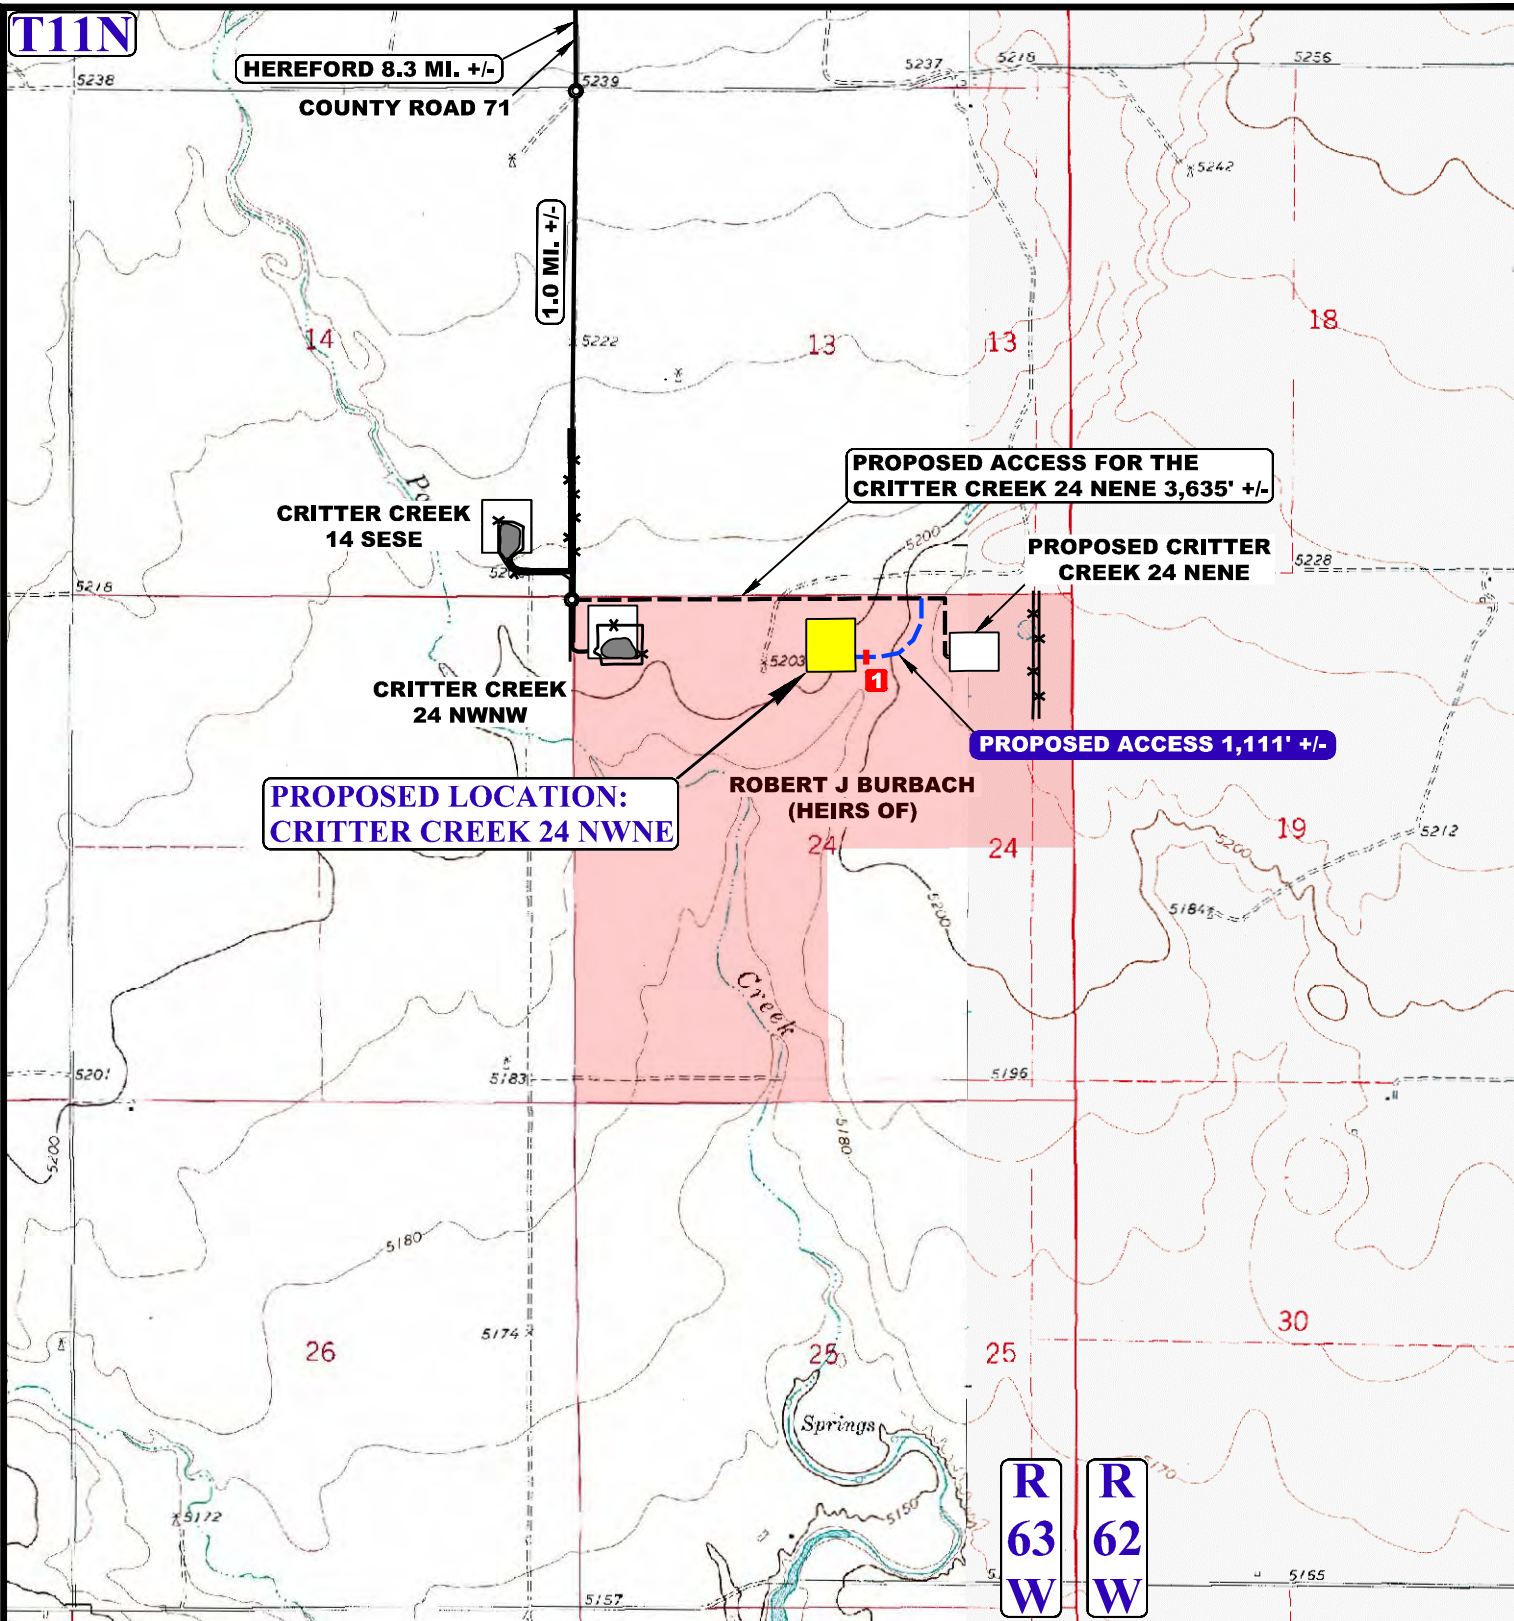 T11N
HEREFORD 8.3 MI. +/-
COUNTY ROAD 71
5238
5239
5237
5218
5256
5242
1.0 MI. +/-
14
5222
13
13
18
PROPOSED ACCESS FOR THE
CRITTER CREEK 24 NENE 3,635' +/-
CRITTER CREEK
14 SESE
5200
PROPOSED CRITTER
CREEK 24 NENE
5228
5218
5203
1
CRITTER CREEK
24 NWNW
PROPOSED ACCESS 1,111' +/-
PROPOSED LOCATION:
CRITTER CREEK 24 NWNE
ROBERT J BURBACH
(HEIRS OF)
24
24
19
5200
5212
5200
5184
Creek
5201
5183
5196
5200
5180
5180
5174
26
25
25
30
Springs
5170
5172
5150
R
63
W
R
62
W
5157
5165